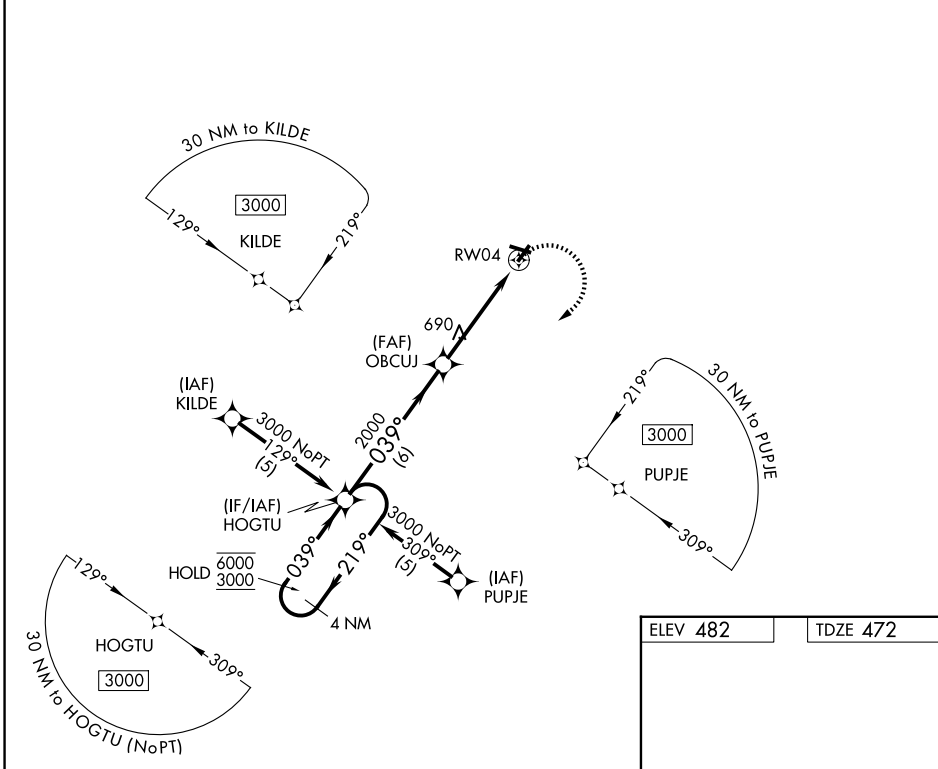 30 NM to KILDE
3000
129°
219°
KILDE
RW04
690
(FAF)
OBCUJ
(IAF)
KILDE
3000 NoPT
129°
(5)
2000
039°
(6)
219°
30 NM to PUPJE
3000
PUPJE
309°
(IF/IAF)
HOGTU
3000 NoPT
309°
(5)
039°
219°
HOLD 6000
3000
(IAF)
PUPJE
4 NM
129°
HOGTU
309°
3000
30 NM to HOGTU (NoPT)
ELEV 482
TDZE 472